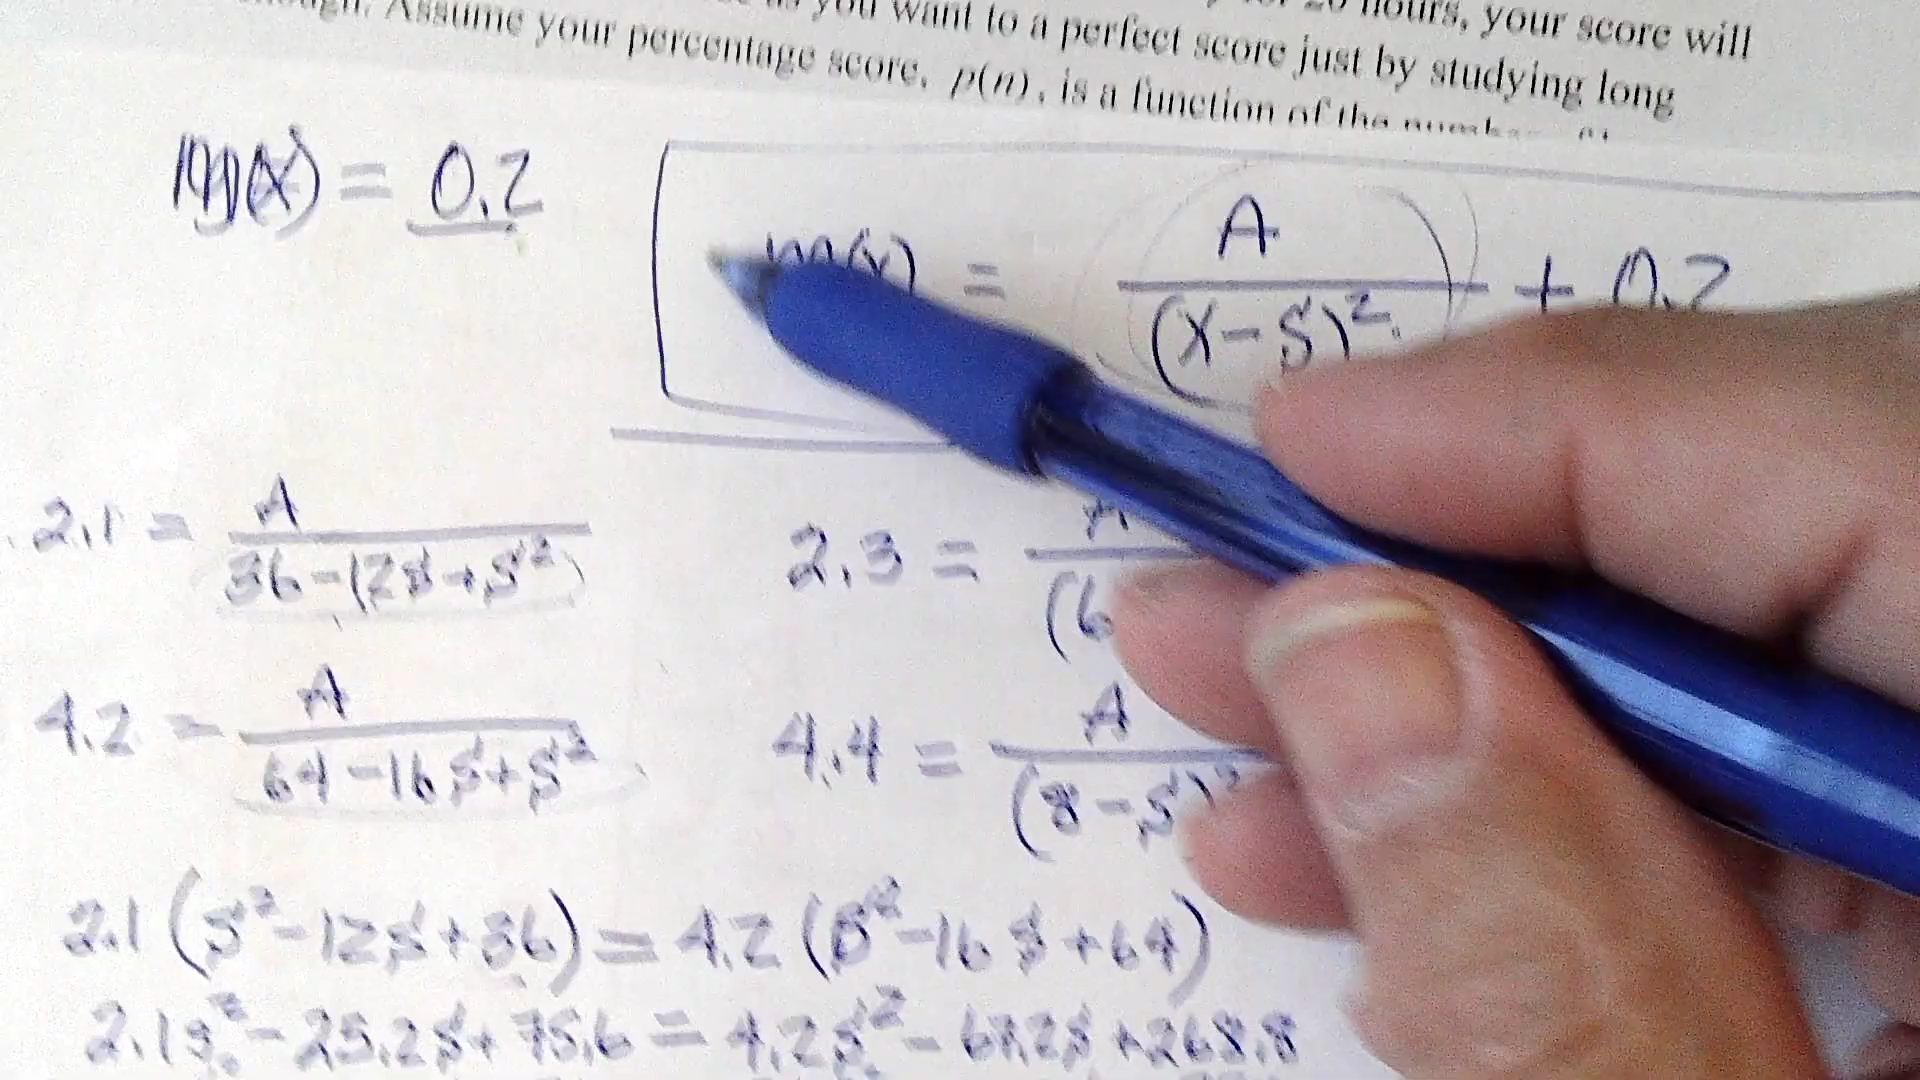 20 hours, your score will
as you want to a perfect score just by studying long
Assume your percentage score, p(n), is a function of the
m(x) = 0.2
m(x) = A / (x-s)² + 0.2
2.1 = A / 36-12s+s²
2.3 = A / (6
4.2 = A / 64-16s+s²
4.4 = A / (8-s)²
2.1(s²-12s+36) = 4.2(s²-16s+64)
2.1s²-25.2s+75.6 = 4.2s²-67.2s+268.8